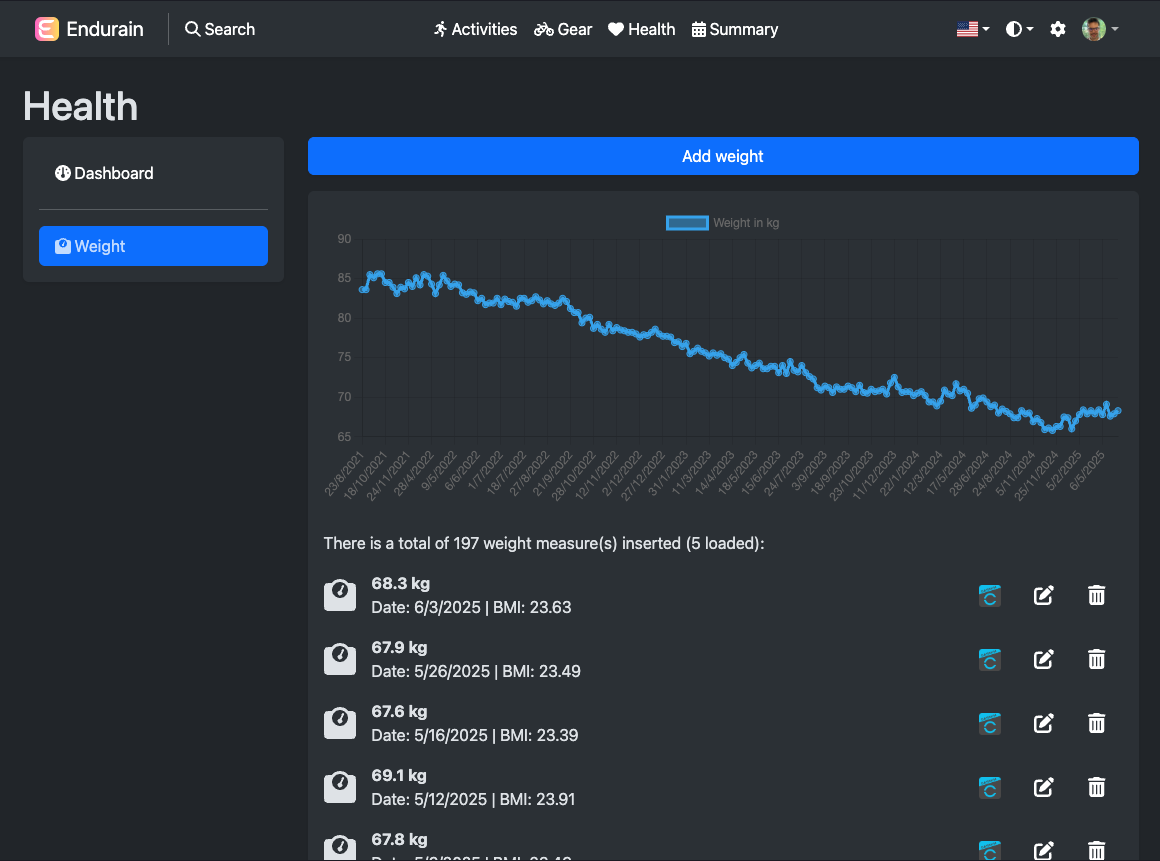 Endurain
Search
Activities
Gear
Health
Summary
Health
Dashboard
Weight
Add weight
Weight in kg
90
85
80
75
70
65
23/8/2021
18/10/2021
24/11/2021
28/4/2022
9/5/2022
6/6/2022
1/7/2022
18/7/2022
27/8/2022
21/9/2022
28/10/2022
12/11/2022
2/12/2022
27/12/2022
31/1/2023
11/3/2023
14/4/2023
18/5/2023
15/6/2023
24/7/2023
3/9/2023
18/9/2023
23/10/2023
11/12/2023
22/1/2024
12/3/2024
17/5/2024
28/6/2024
24/8/2024
5/11/2024
25/11/2024
5/2/2025
6/5/2025
There is a total of 197 weight measure(s) inserted (5 loaded):
68.3 kg
Date: 6/3/2025 | BMI: 23.63
67.9 kg
Date: 5/26/2025 | BMI: 23.49
67.6 kg
Date: 5/16/2025 | BMI: 23.39
69.1 kg
Date: 5/12/2025 | BMI: 23.91
67.8 kg